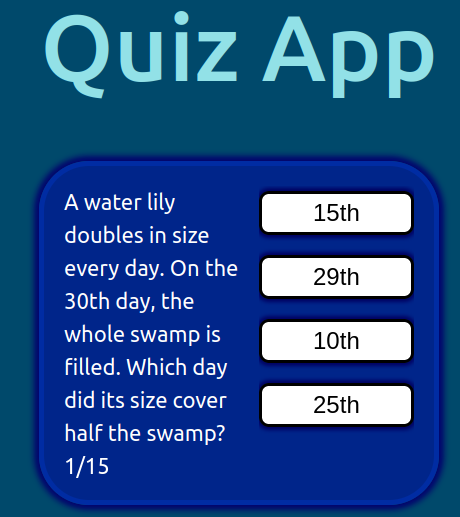 Quiz App
A water lily
doubles in size
every day. On the
30th day, the
whole swamp is
filled. Which day
did its size cover
half the swamp?
1/15
15th
29th
10th
25th